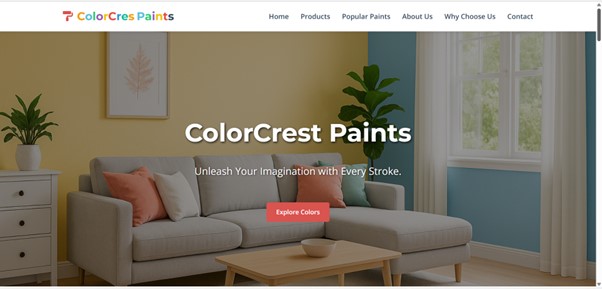 ColorCres Paints
Home Products Popular Paints About Us Why Choose Us Contact
ColorCrest Paints
Unleash Your Imagination with Every Stroke.
Explore Colors